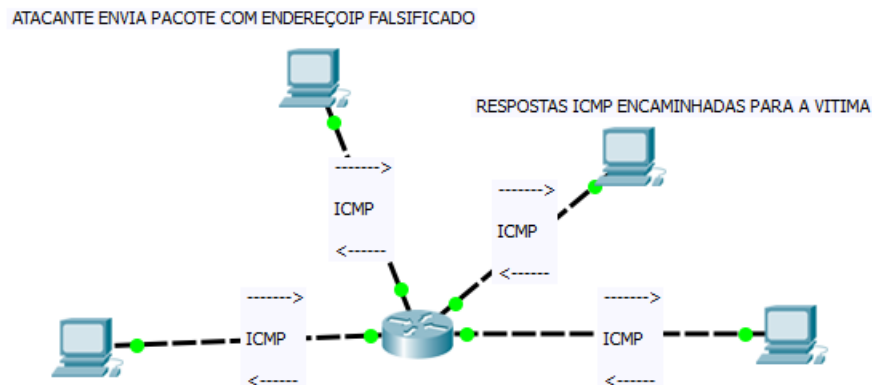 ATACANTE ENVIA PACOTE COM ENDEREÇOIP FALSIFICADO
RESPOSTAS ICMP ENCAMINHADAS PARA A VITIMA
------->
ICMP
<------
------->
ICMP
<------
------->
ICMP
<------
------->
ICMP
<------